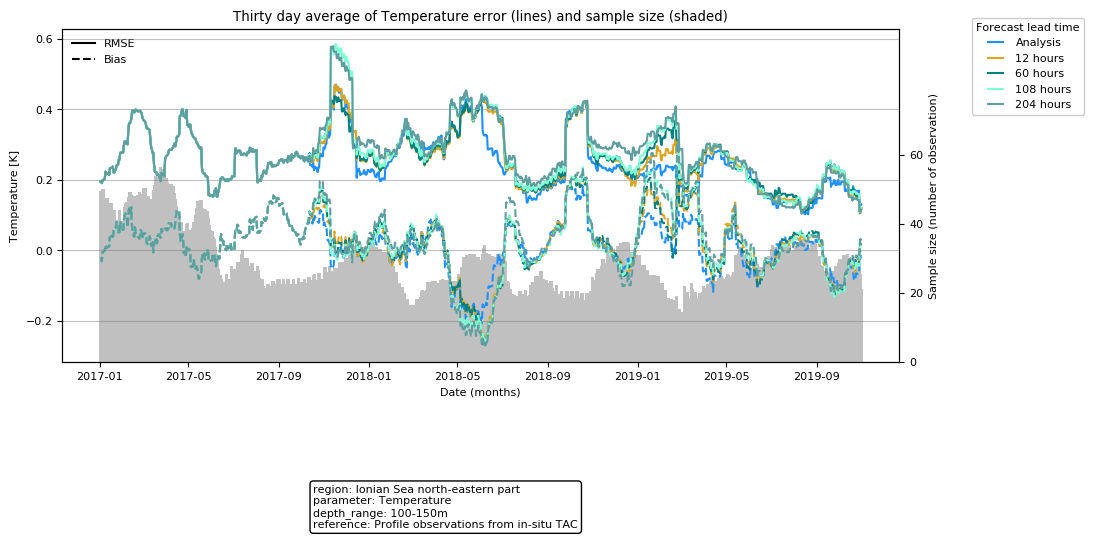 Thirty day average of Temperature error (lines) and sample size (shaded)
RMSE
Bias
Forecast lead time
Analysis
12 hours
60 hours
108 hours
204 hours
Temperature [K]
0.6
0.4
0.2
0.0
−0.2
Sample size (number of observation)
60
40
20
0
2017-01
2017-05
2017-09
2018-01
2018-05
2018-09
2019-01
2019-05
2019-09
Date (months)
region: Ionian Sea north-eastern part
parameter: Temperature
depth_range: 100-150m
reference: Profile observations from in-situ TAC